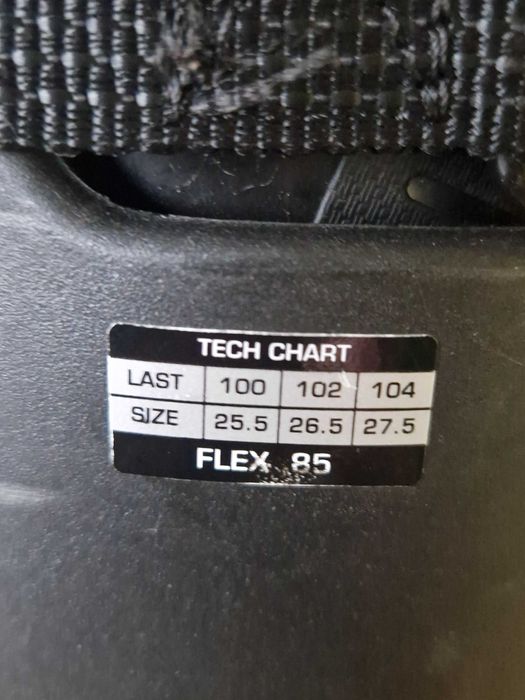 TECH CHART
LAST 100 102 104
SIZE 25.5 26.5 27.5
FLEX 85